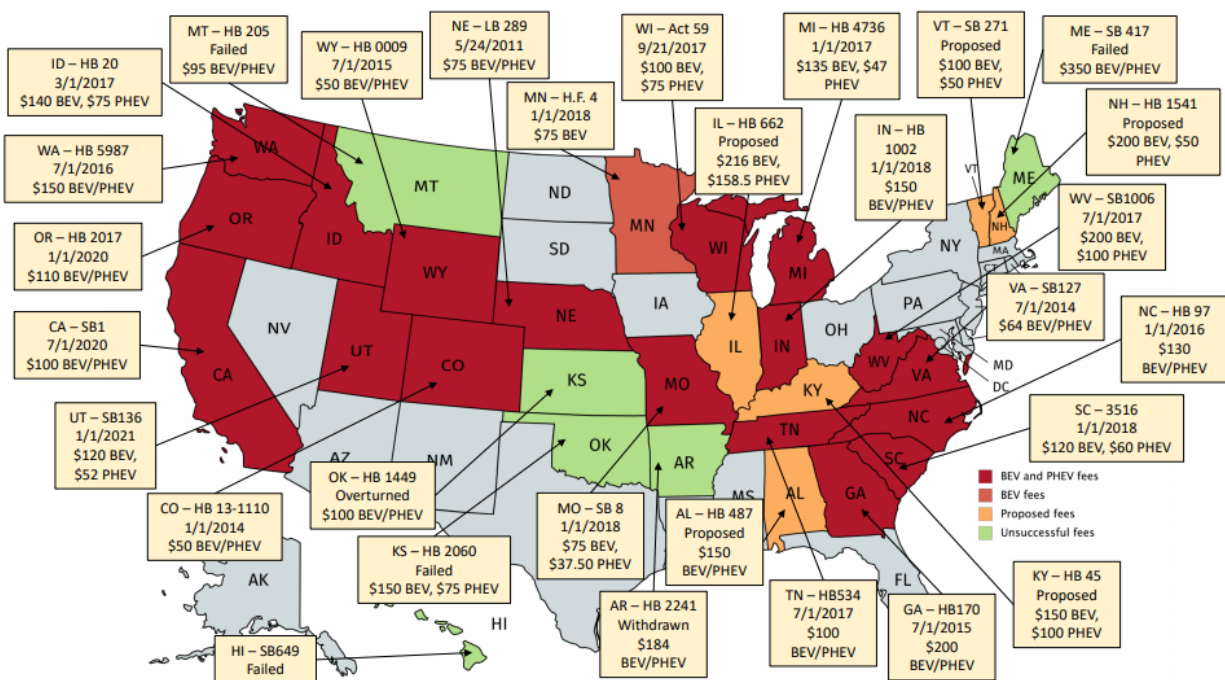 MT – HB 205
Failed
$95 BEV/PHEV
WY – HB 0009
7/1/2015
$50 BEV/PHEV
NE – LB 289
5/24/2011
$75 BEV/PHEV
WI – Act 59
9/21/2017
$100 BEV,
$75 PHEV
MI – HB 4736
1/1/2017
$135 BEV, $47
PHEV
VT – SB 271
Proposed
$100 BEV,
$50 PHEV
ME – SB 417
Failed
$350 BEV/PHEV
ID – HB 20
3/1/2017
$140 BEV, $75 PHEV
MN – H.F. 4
1/1/2018
$75 BEV
IL – HB 662
Proposed
$216 BEV,
$158.5 PHEV
IN – HB
1002
1/1/2018
$150
BEV/PHEV
NH – HB 1541
Proposed
$200 BEV, $50
PHEV
WA – HB 5987
7/1/2016
$150 BEV/PHEV
WV – SB1006
7/1/2017
$200 BEV,
$100 PHEV
OR – HB 2017
1/1/2020
$110 BEV/PHEV
VA – SB127
7/1/2014
$64 BEV/PHEV
NC – HB 97
1/1/2016
$130
BEV/PHEV
CA – SB1
7/1/2020
$100 BEV/PHEV
UT – SB136
1/1/2021
$120 BEV,
$52 PHEV
SC – 3516
1/1/2018
$120 BEV, $60 PHEV
CO – HB 13-1110
1/1/2014
$50 BEV/PHEV
OK – HB 1449
Overturned
$100 BEV/PHEV
KS – HB 2060
Failed
$150 BEV, $75 PHEV
MO – SB 8
1/1/2018
$75 BEV,
$37.50 PHEV
AL – HB 487
Proposed
$150
BEV/PHEV
AR – HB 2241
Withdrawn
$184
BEV/PHEV
TN – HB534
7/1/2017
$100
BEV/PHEV
GA – HB170
7/1/2015
$200
BEV/PHEV
KY – HB 45
Proposed
$150 BEV,
$100 PHEV
HI – SB649
Failed
WA
MT
ND
MN
VT
NH
ME
OR
ID
SD
WI
MI
NY
MA
CT
WY
IA
PA
NV
NE
IL
IN
OH
MD
DC
CA
UT
CO
KS
MO
KY
WV
VA
AZ
NM
OK
AR
TN
NC
SC
MS
AL
GA
FL
AK
HI
BEV and PHEV fees
BEV fees
Proposed fees
Unsuccessful fees